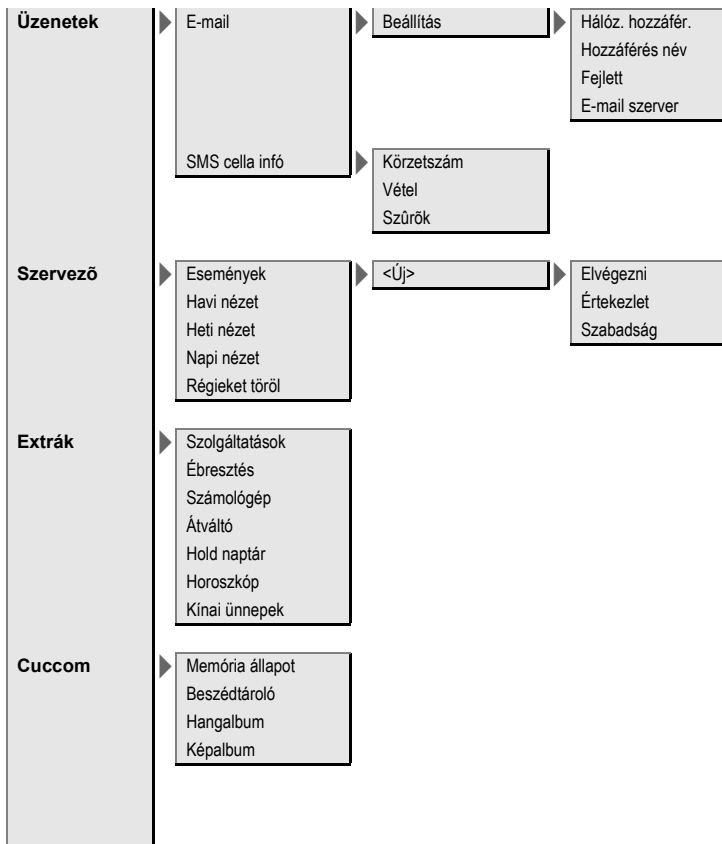 Üzenetek
E-mail
Beállítás
Hálóz. hozzáfér.
Hozzáférés név
Fejlett
E-mail szerver
SMS cella infó
Körzetszám
Vétel
Szûrõk
Szervezõ
Események
Havi nézet
Heti nézet
Napi nézet
Régieket töröl
<Új>
Elvégezni
Értekezlet
Szabadság
Extrák
Szolgáltatások
Ébresztés
Számológép
Átváltó
Hold naptár
Horoszkóp
Kínai ünnepek
Cuccom
Memória állapot
Beszédtároló
Hangalbum
Képalbum